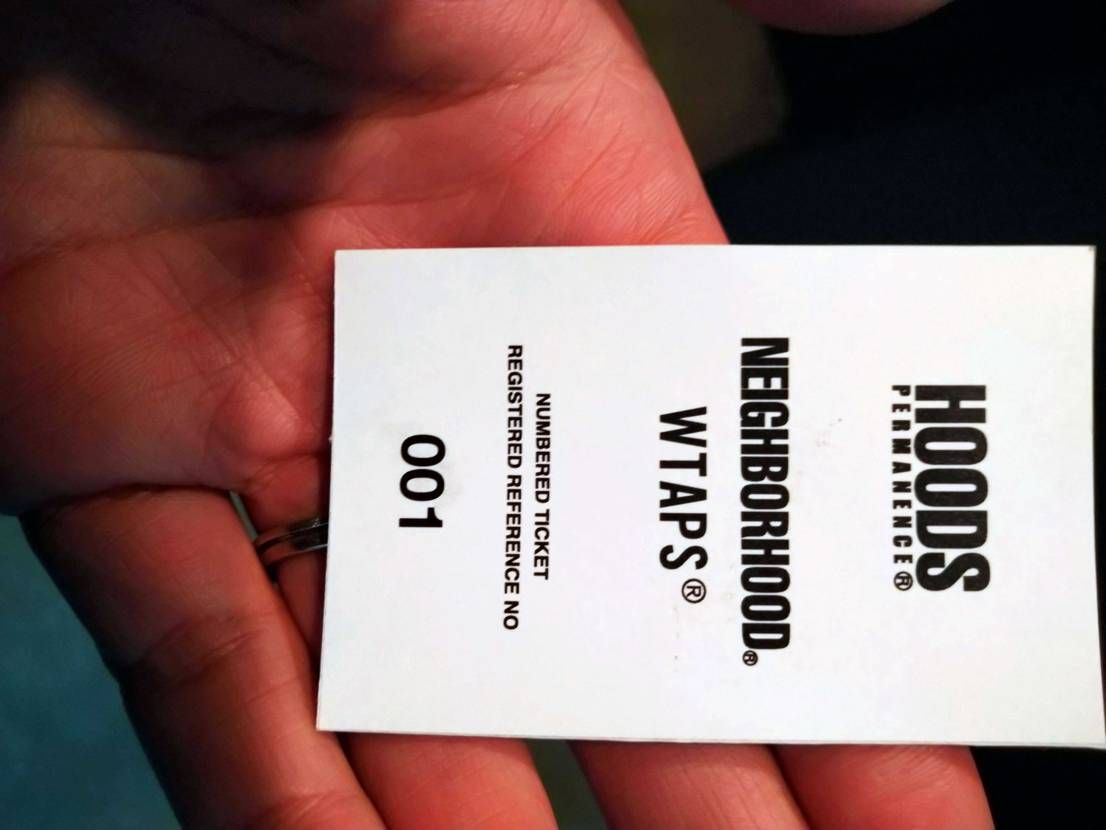 HOODS
PERMANENCE®
NEIGHBORHOOD®
WTAPS®
NUMBERED TICKET
REGISTERED REFERENCE NO
001